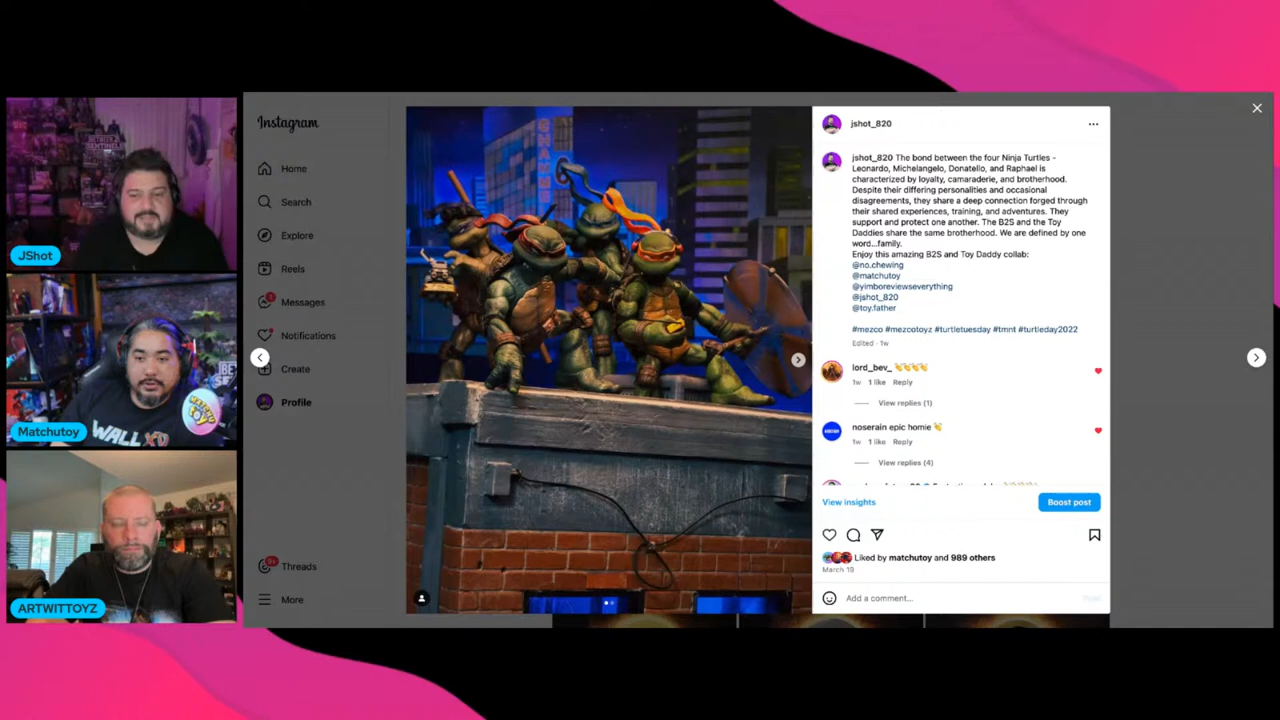 JShot
Matchutoy
WALL
ARTWITTOYZ
Instagram
Home
Search
Explore
Reels
Messages
Notifications
Create
Profile
Threads
More
jshot_820
jshot_820 The bond between the four Ninja Turtles -
Leonardo, Michelangelo, Donatello, and Raphael is
characterized by loyalty, camaraderie, and brotherhood.
Despite their differing personalities and occasional
disagreements, they share a deep connection forged through
their shared experiences, training, and adventures. They
support and protect one another. The B2S and the Toy
Daddies share the same brotherhood. We are defined by one
word...family.
Enjoy this amazing B2S and Toy Daddy collab:
@no.chewing
@matchutoy
@yimboreviewseverything
@jshot_820
@toy.father
#mezco #mezcotoyz #turtletuesday #tmnt #turtleday2022
Edited · 1w
lord_bev_ 👏👏👏👏
1w 1 like Reply
View replies (1)
noserain epic homie 👏
1w 1 like Reply
View replies (4)
View insights
Boost post
Liked by matchutoy and 989 others
March 19
Add a comment...
Post